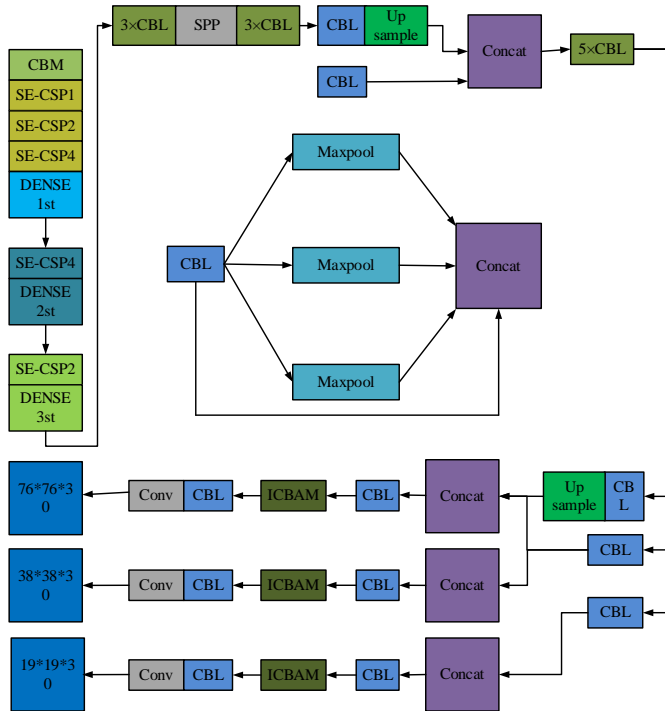 3×CBL
SPP
3×CBL
CBL
Up
sample
Concat
5×CBL
CBL
CBM
SE-CSP1
SE-CSP2
SE-CSP4
DENSE
1st
SE-CSP4
DENSE
2st
SE-CSP2
DENSE
3st
Maxpool
CBL
Maxpool
Concat
Maxpool
76*76*3
0
Conv
CBL
ICBAM
CBL
Concat
Up
sample
CB
L
38*38*3
0
Conv
CBL
ICBAM
CBL
Concat
CBL
19*19*3
0
Conv
CBL
ICBAM
CBL
Concat
CBL